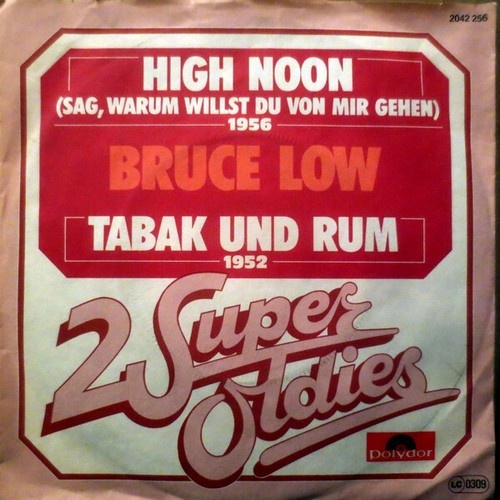 2042 256
HIGH NOON
(SAG, WARUM WILLST DU VON MIR GEHEN)
1956
BRUCE LOW
TABAK UND RUM
1952
2 Super
Oldies
Polydor
LC 0309